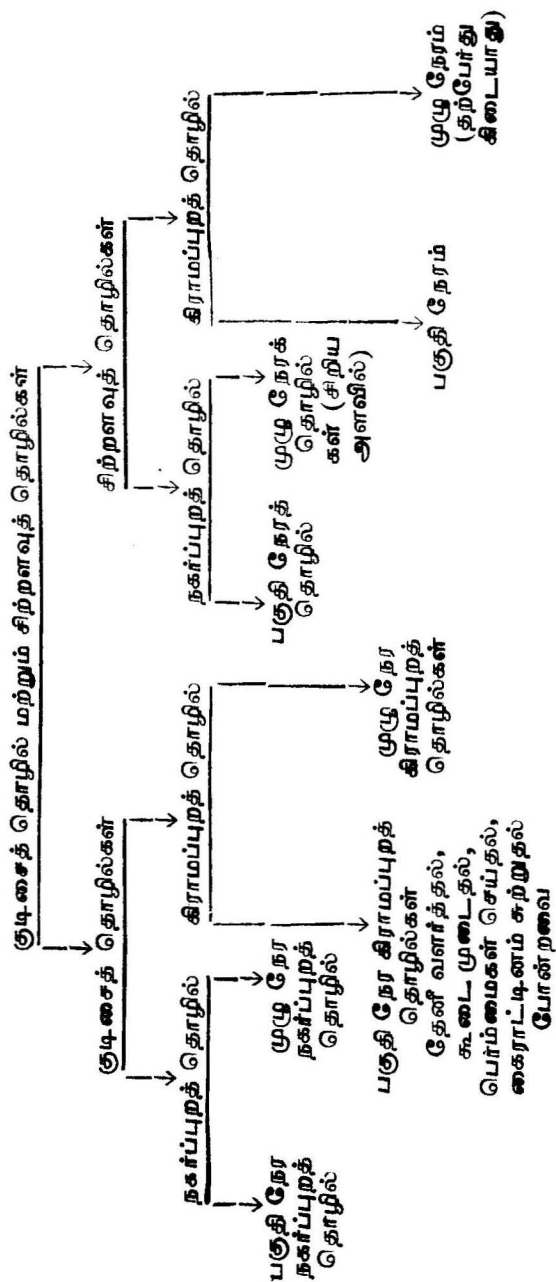 குடிசைத் தொழில் மற்றும் சிற்றளவுத் தொழில்கள்
குடிசைத் தொழில்கள்
சிற்றளவுத் தொழில்கள்
நகர்ப்புறத் தொழில்
கிராமப்புறத் தொழில்
நகர்ப்புறத் தொழில்
கிராமப்புறத் தொழில்
பகுதி நேர
நகர்ப்புறத்
தொழில்
முழு நேர
நகர்ப்புறத்
தொழில்
பகுதி நேர கிராமப்புறத்
தொழில்கள்
தேனீ வளர்த்தல்,
கூடை முடைதல்,
பொம்மைகள் செய்தல்,
கைராட்டினம் சுற்றுதல்
போன்றவை
முழு நேர
கிராமப்புறத்
தொழில்கள்
பகுதி நேரத்
தொழில்
முழு நேரக்
தொழில்
கள் (சிறிய
அளவில்)
பகுதி நேரம்
முழு நேரம்
(தற்போது
கிடையாது)